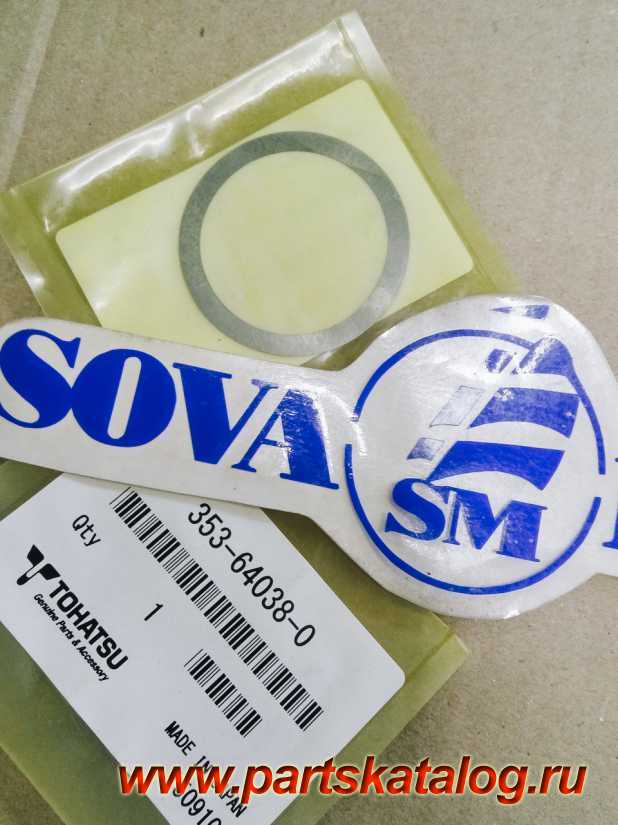 SOVA
SM
353-64038-0
Qty
1
TOHATSU
Genuine Parts & Accessory
MADE IN JAPAN
www.partskatalog.ru